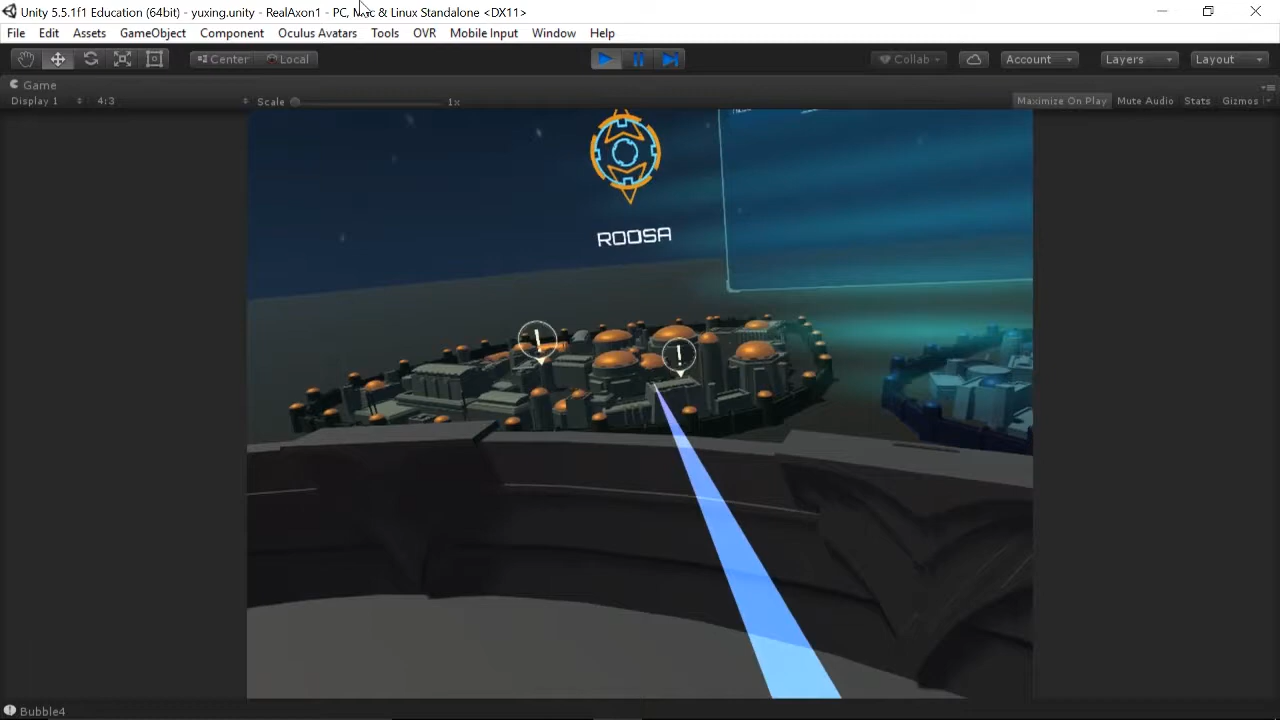 Unity 5.5.1f1 Education (64bit) - yuxing.unity - RealAxon1 - PC, Mac & Linux Standalone <DX11>
File Edit Assets GameObject Component Oculus Avatars Tools OVR Mobile Input Window Help
Center Local Collab Account Layers Layout
Game
Display 1 4:3 Scale 1x Maximize On Play Mute Audio Stats Gizmos
ROOSA
! !
Bubble4